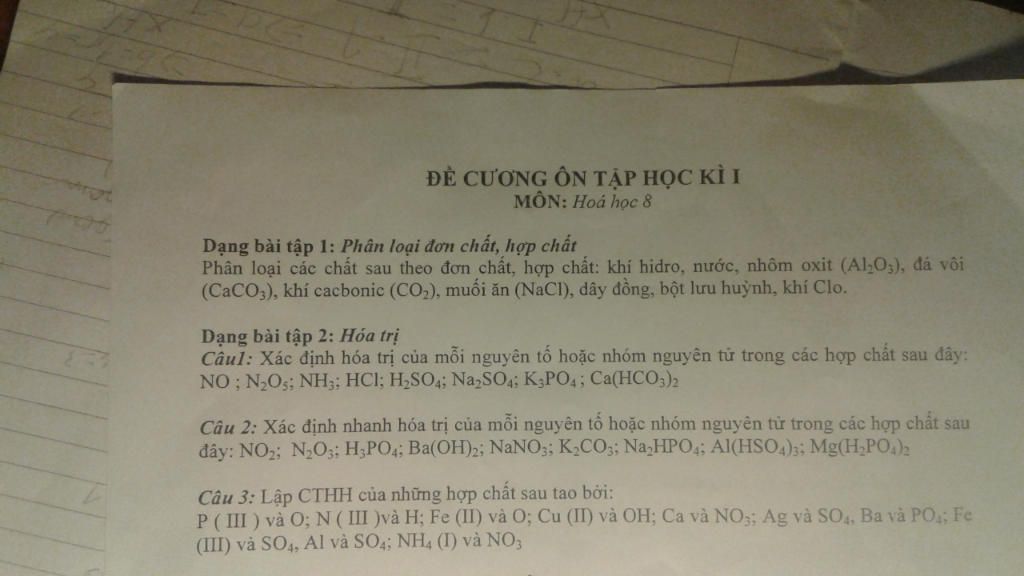 ĐỀ CƯƠNG ÔN TẬP HỌC KÌ I
MÔN: Hoá học 8
Dạng bài tập 1: Phân loại đơn chất, hợp chất
Phân loại các chất sau theo đơn chất, hợp chất: khí hidro, nước, nhôm oxit (Al₂O₃), đá vôi
(CaCO₃), khí cacbonic (CO₂), muối ăn (NaCl), dây đồng, bột lưu huỳnh, khí Clo.
Dạng bài tập 2: Hóa trị
Câu1: Xác định hóa trị của mỗi nguyên tố hoặc nhóm nguyên tử trong các hợp chất sau đây:
NO ; N₂O₅; NH₃; HCl; H₂SO₄; Na₂SO₄; K₃PO₄ ; Ca(HCO₃)₂
Câu 2: Xác định nhanh hóa trị của mỗi nguyên tố hoặc nhóm nguyên tử trong các hợp chất sau
đây: NO₂; N₂O₃; H₃PO₄; Ba(OH)₂; NaNO₃; K₂CO₃; Na₂HPO₄; Al(HSO₄)₃; Mg(H₂PO₄)₂
Câu 3: Lập CTHH của những hợp chất sau tao bởi:
P ( III ) và O; N ( III )và H; Fe (II) và O; Cu (II) và OH; Ca và NO₃; Ag và SO₄, Ba và PO₄; Fe
(III) và SO₄, Al và SO₄; NH₄ (I) và NO₃